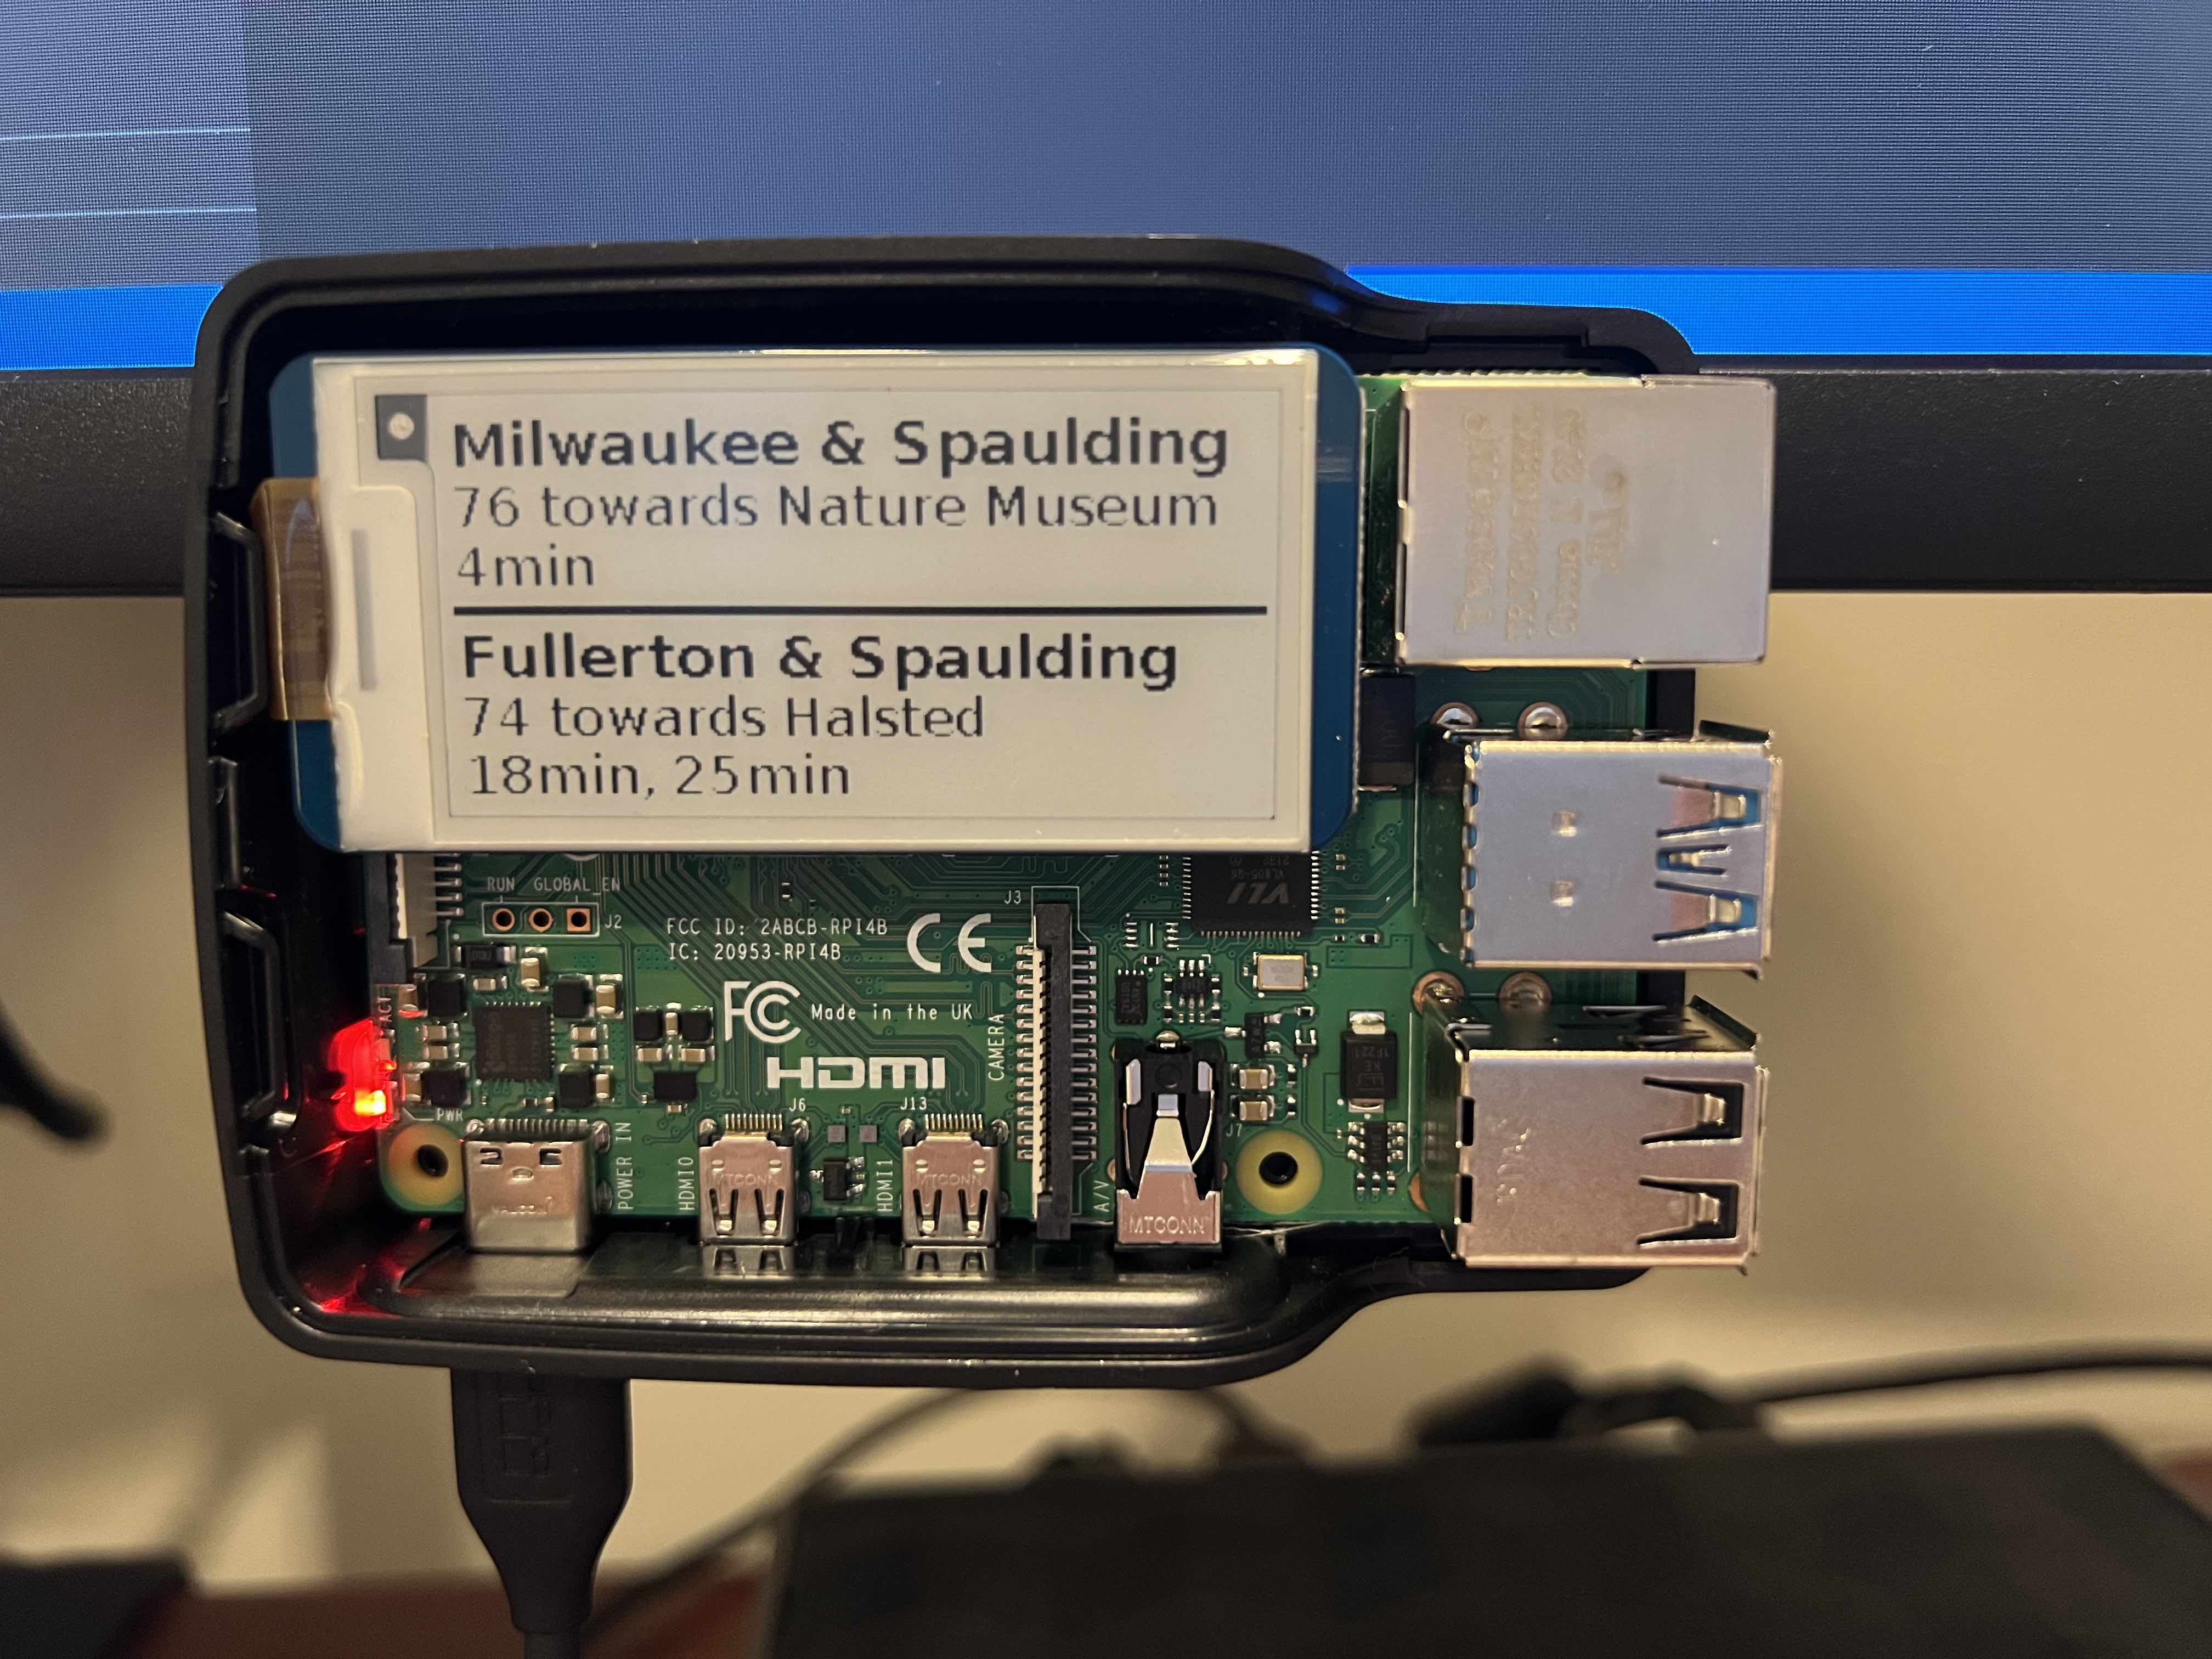 Milwaukee & Spaulding
76 towards Nature Museum
4min
Fullerton & Spaulding
74 towards Halsted
18min, 25min
RUN GLOBAL_EN
J2
J3
FCC ID: 2ABCB-RPI4B
IC: 20953-RPI4B
CE
VLI
FC Made in the UK
HDMI
CAMERA
ACT
PWR
J6
J13
J7
POWER IN
HDMI0
HDMI1
A/V
MTCONN
MTCONN
MTCONN